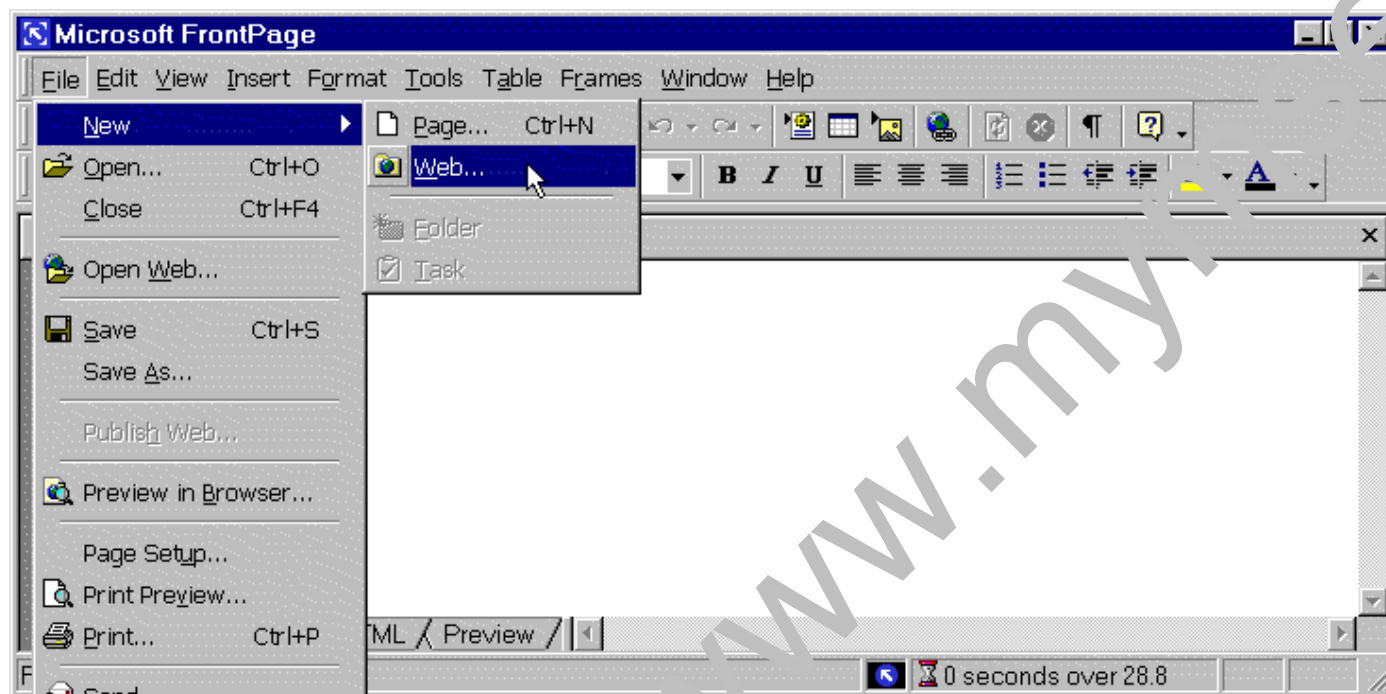 Microsoft FrontPage
File Edit View Insert Format Tools Table Frames Window Help
New
Page... Ctrl+N
Open... Ctrl+O
Web...
B I U
A
Close Ctrl+F4
Folder
Open Web...
Task
Save Ctrl+S
Save As...
Publish Web...
Preview in Browser...
Page Setup...
Print Preview...
Print... Ctrl+P
TML Preview
F
0 seconds over 28.8
Send
www.my